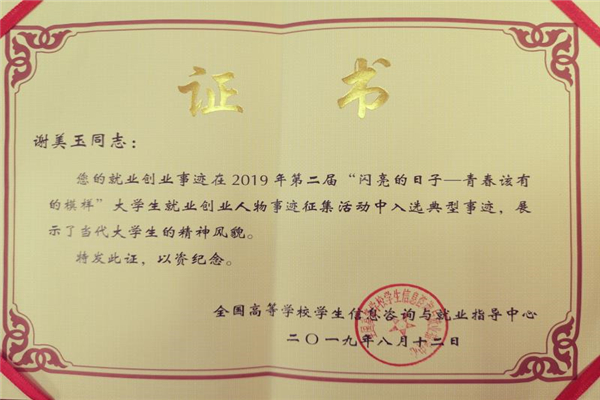 证 书
谢美玉同志：
您的就业创业事迹在 2019 年第二届“闪亮的日子—青春该有
的模样”大学生就业创业人物事迹征集活动中入选典型事迹，展
示了当代大学生的精神风貌。
特发此证，以资纪念。
全国高等学校学生信息咨询与就业指导中心
二〇一九年八月十二日